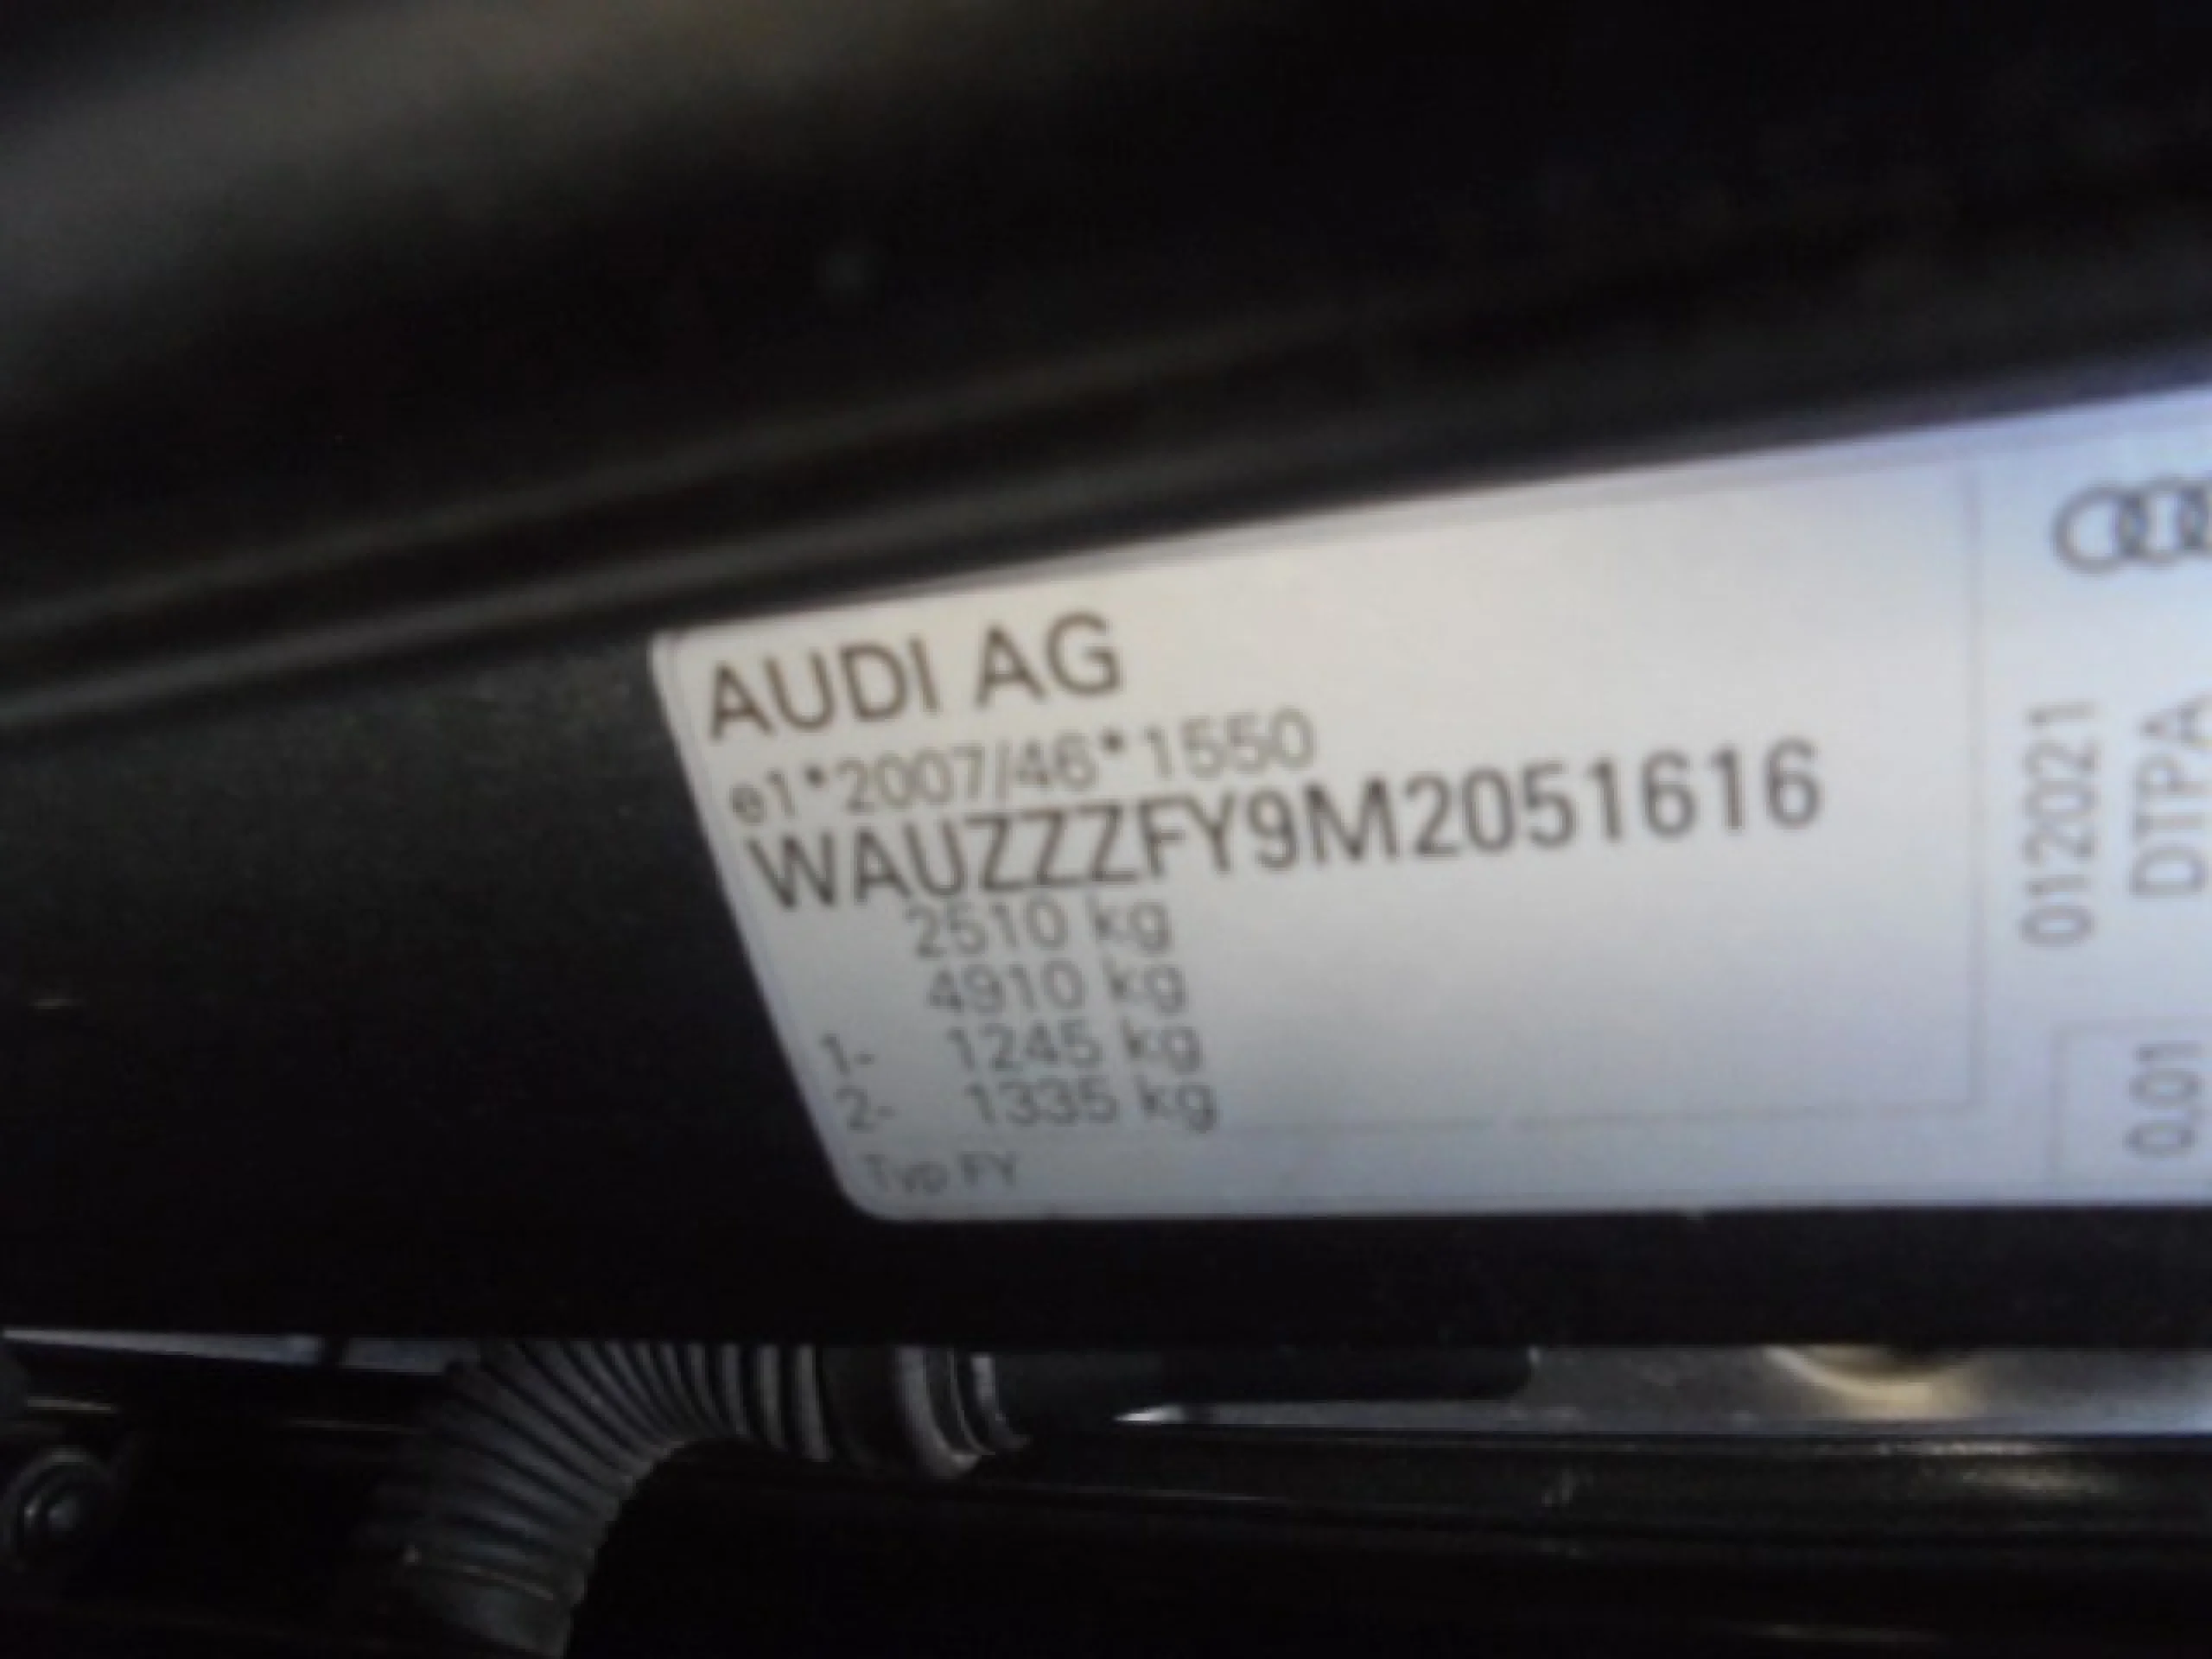 AUDI AG
e1*2007/46*1550
WAUZZZFY9M2051616
2510 kg
4910 kg
1- 1245 kg
2- 1335 kg
Typ FY
012021
DTPA
0.01